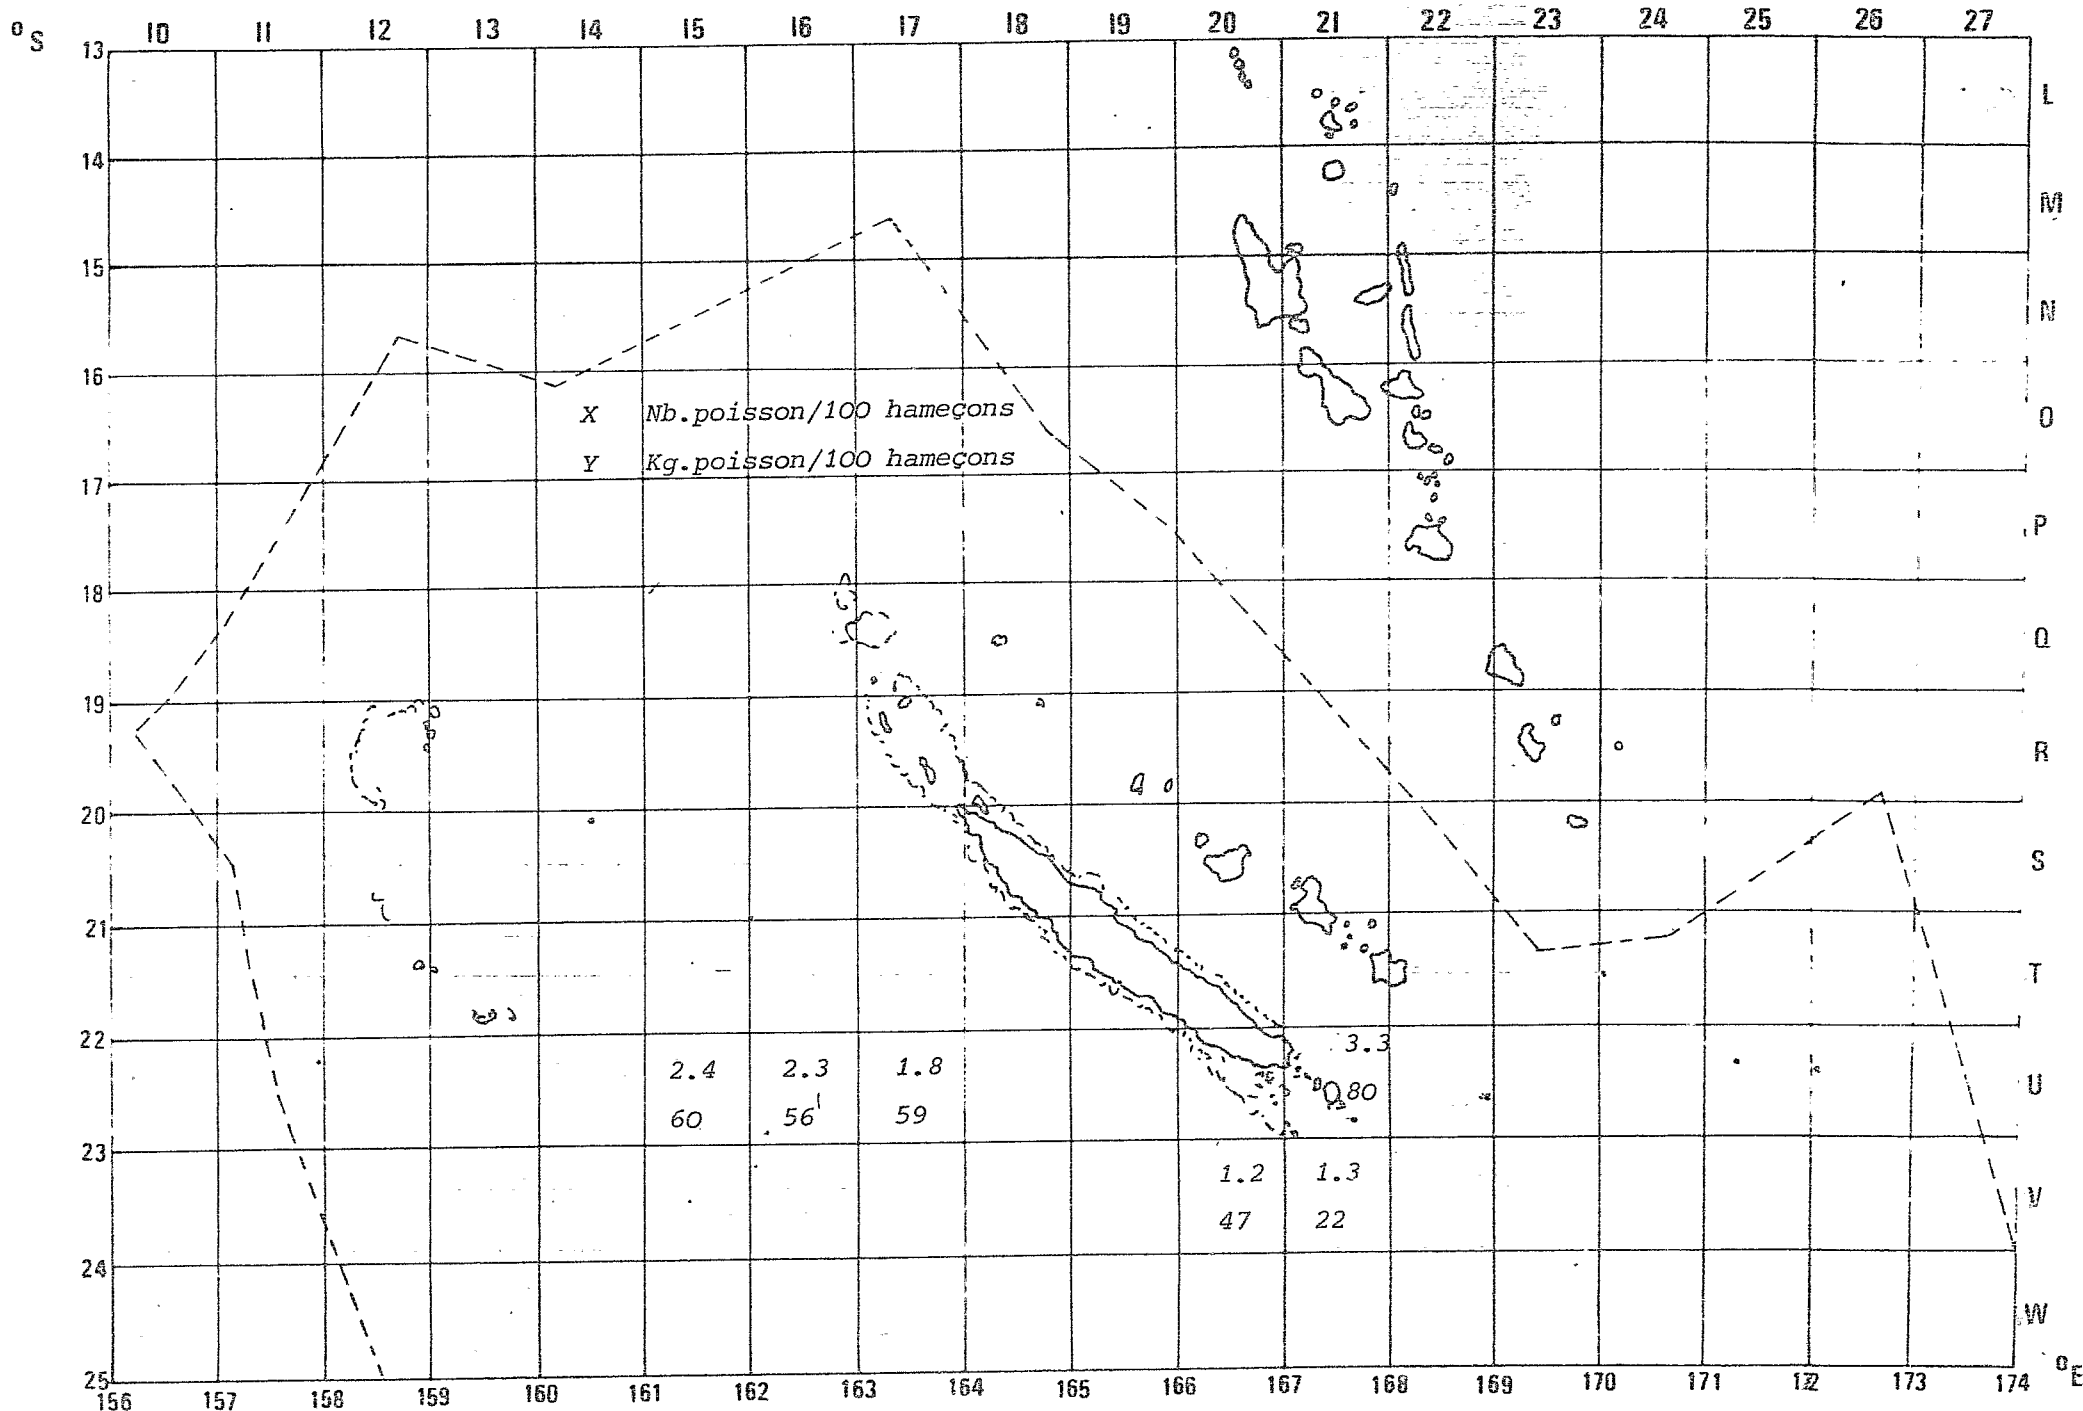 °S 10 11 12 13 14 15 16 17 18 19 20 21 22 23 24 25 26 27
13
L
14
M
15
N
16
X Nb.poisson/100 hameçons
O
Y Kg.poisson/100 hameçons
17
P
18
Q
19
R
20
S
21
T
22
3.3
2.4 2.3 1.8
U
80
60 56 59
23
1.2 1.3
V
47 22
24
W
25
°E
156 157 158 159 160 161 162 163 164 165 166 167 168 169 170 171 172 173 174